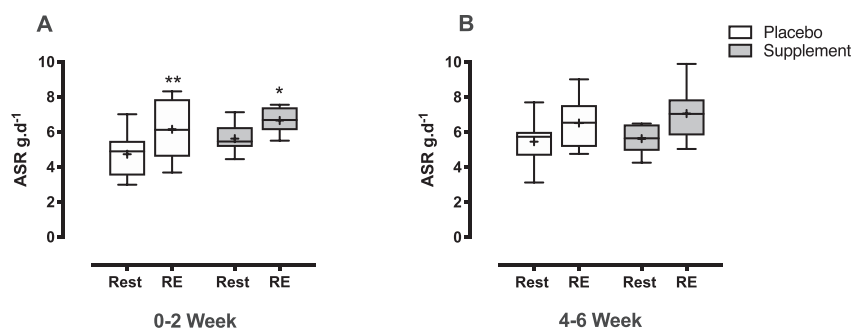 A
B
Placebo
Supplement
10
8
6
4
2
0
ASR g.d-1
**
*
Rest RE Rest RE
0-2 Week
10
8
6
4
2
0
ASR g.d-1
Rest RE Rest RE
4-6 Week